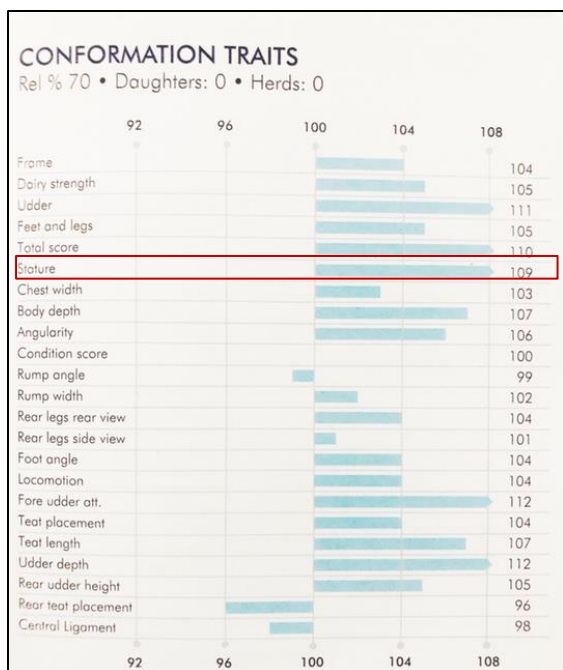 CONFORMATION TRAITS
Rel % 70 • Daughters: 0 • Herds: 0
92 96 100 104 108
Frame 104
Dairy strength 105
Udder 111
Feet and legs 105
Total score 110
Stature 109
Chest width 103
Body depth 107
Angularity 106
Condition score 100
Rump angle 99
Rump width 102
Rear legs rear view 104
Rear legs side view 101
Foot angle 104
Locomotion 104
Fore udder att. 112
Teat placement 104
Teat length 107
Udder depth 112
Rear udder height 105
Rear teat placement 96
Central Ligament 98
92 96 100 104 108